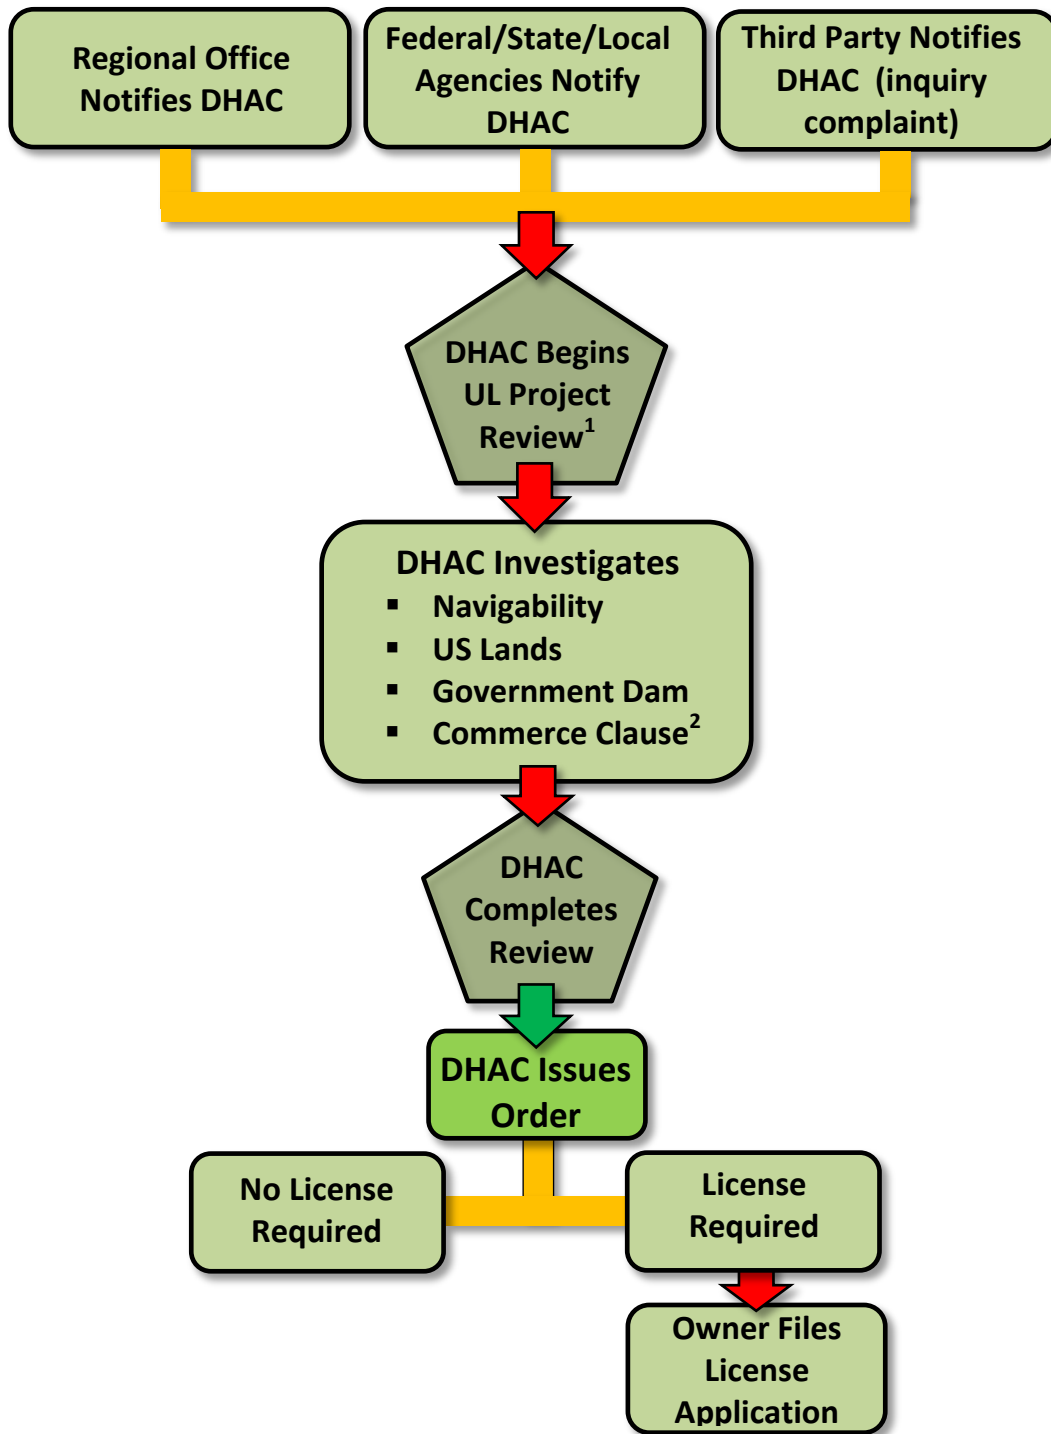 Regional Office
Notifies DHAC
Federal/State/Local
Agencies Notify
DHAC
Third Party Notifies
DHAC (inquiry
complaint)
DHAC Begins
UL Project
Review¹
DHAC Investigates
▪ Navigability
▪ US Lands
▪ Government Dam
▪ Commerce Clause²
DHAC
Completes
Review
DHAC Issues
Order
No License
Required
License
Required
Owner Files
License
Application